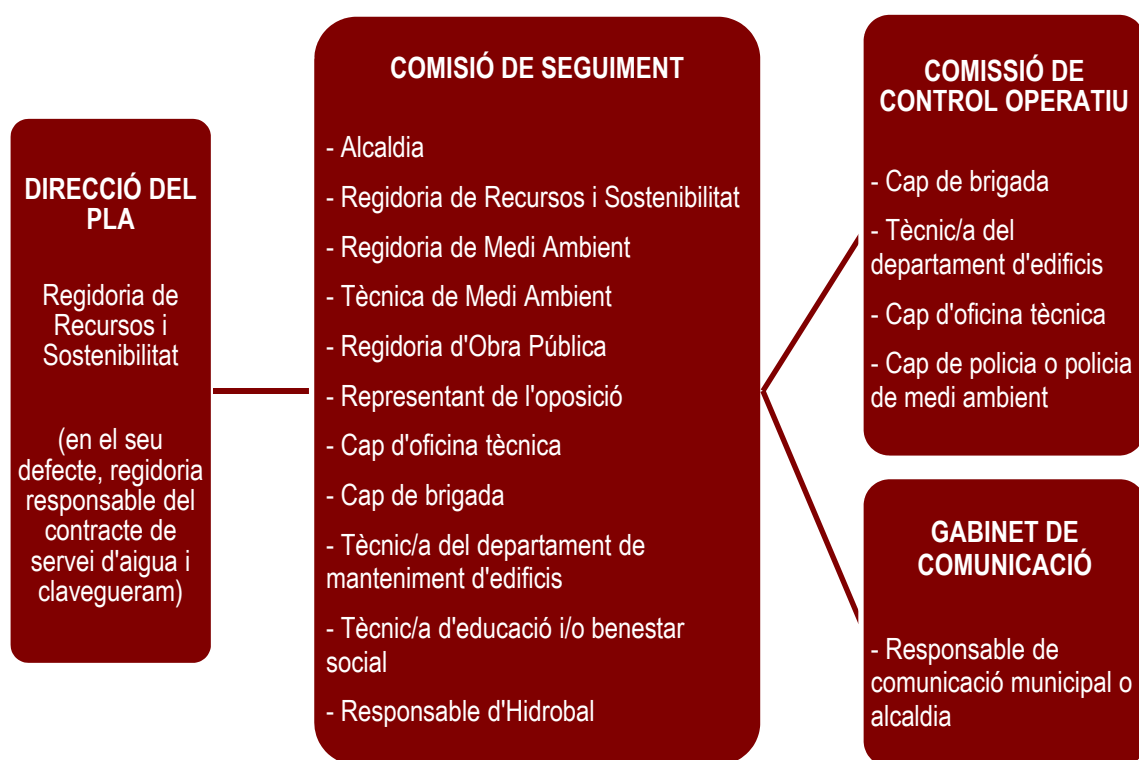 DIRECCIÓ DEL
PLA
Regidoria de
Recursos i
Sostenibilitat
(en el seu
defecte, regidoria
responsable del
contracte de
servei d'aigua i
clavegueram)
COMISIÓ DE SEGUIMENT
- Alcaldia
- Regidoria de Recursos i Sostenibilitat
- Regidoria de Medi Ambient
- Tècnica de Medi Ambient
- Regidoria d'Obra Pública
- Representant de l'oposició
- Cap d'oficina tècnica
- Cap de brigada
- Tècnic/a del departament de
manteniment d'edificis
- Tècnic/a d'educació i/o benestar
social
- Responsable d'Hidrobal
COMISSIÓ DE
CONTROL OPERATIU
- Cap de brigada
- Tècnic/a del
departament d'edificis
- Cap d'oficina tècnica
- Cap de policia o policia
de medi ambient
GABINET DE
COMUNICACIÓ
- Responsable de
comunicació municipal o
alcaldia